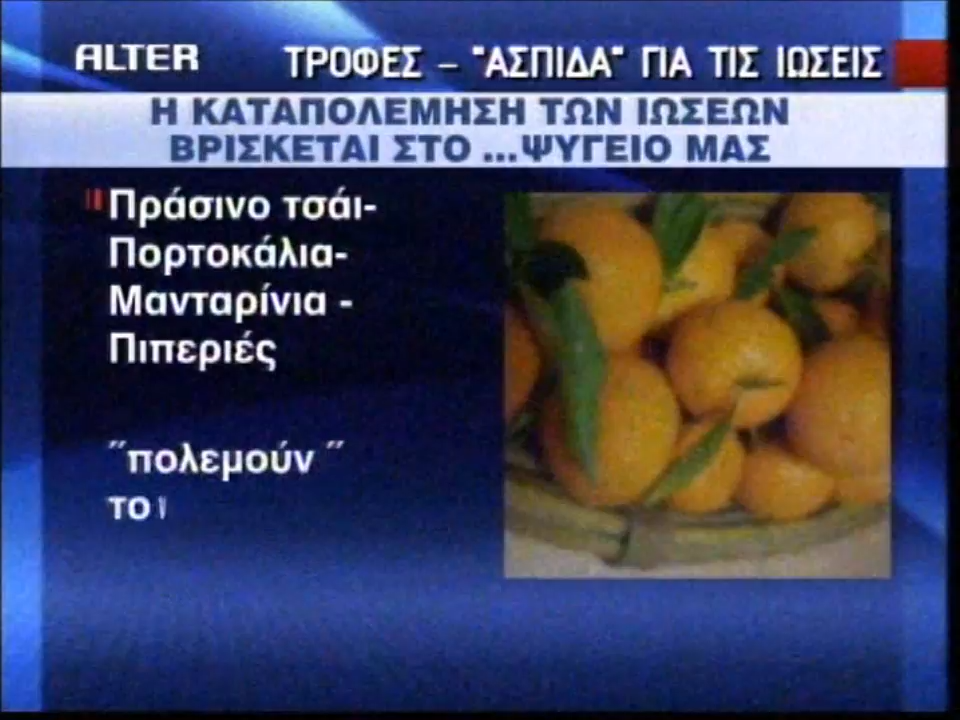 ALTER
ΤΡΟΦΕΣ – "ΑΣΠΙΔΑ" ΓΙΑ ΤΙΣ ΙΩΣΕΙΣ
Η ΚΑΤΑΠΟΛΕΜΗΣΗ ΤΩΝ ΙΩΣΕΩΝ
ΒΡΙΣΚΕΤΑΙ ΣΤΟ ...ΨΥΓΕΙΟ ΜΑΣ
Πράσινο τσάι-
Πορτοκάλια-
Μανταρίνια -
Πιπεριές
˝πολεμούν ˝
το